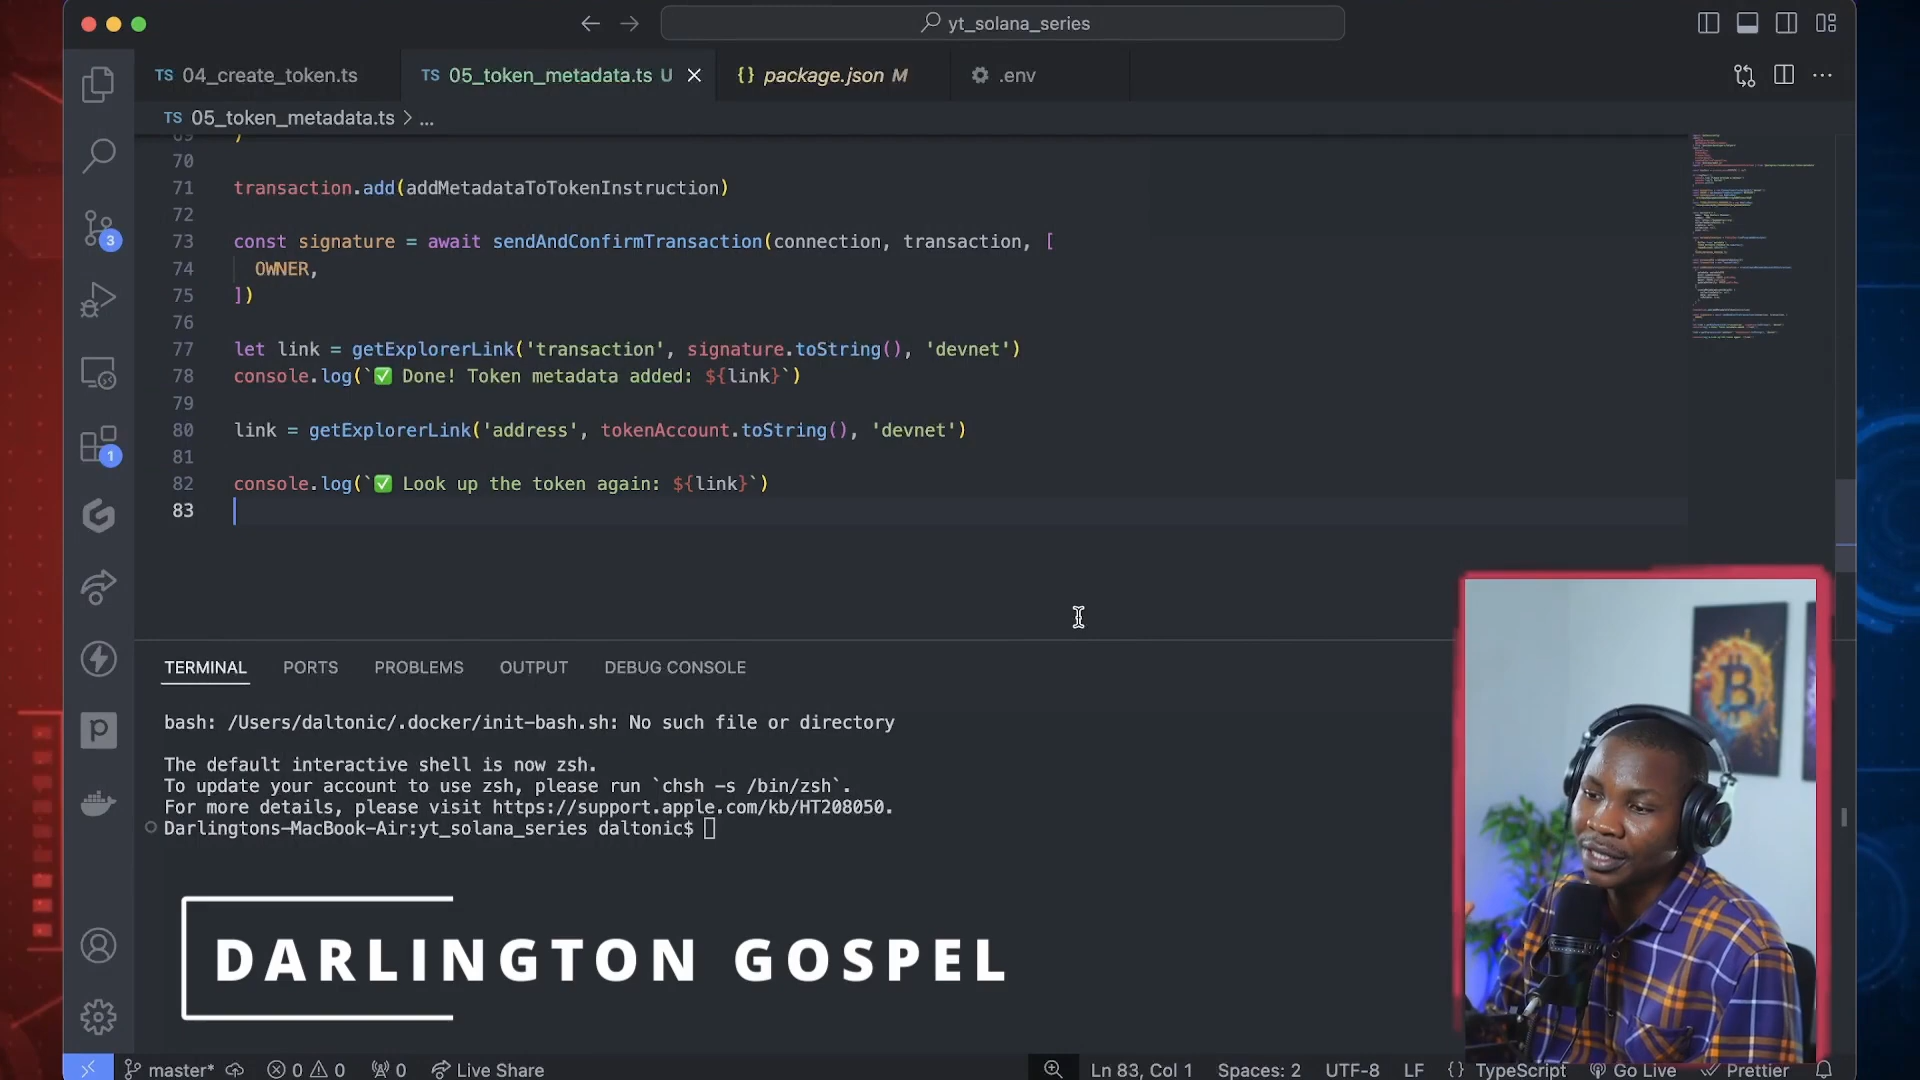 yt_solana_series
TS 04_create_token.ts
TS 05_token_metadata.ts U
{} package.json M
.env
TS 05_token_metadata.ts > ...
69 )
70
71 transaction.add(addMetadataToTokenInstruction)
72
73 const signature = await sendAndConfirmTransaction(connection, transaction, [
74 OWNER,
75 ])
76
77 let link = getExplorerLink('transaction', signature.toString(), 'devnet')
78 console.log(`✅ Done! Token metadata added: ${link}`)
79
80 link = getExplorerLink('address', tokenAccount.toString(), 'devnet')
81
82 console.log(`✅ Look up the token again: ${link}`)
83
3
1
TERMINAL PORTS PROBLEMS OUTPUT DEBUG CONSOLE
bash: /Users/daltonic/.docker/init-bash.sh: No such file or directory
The default interactive shell is now zsh.
To update your account to use zsh, please run `chsh -s /bin/zsh`.
For more details, please visit https://support.apple.com/kb/HT208050.
Darlingtons-MacBook-Air:yt_solana_series daltonic$
DARLINGTON GOSPEL
master* 0 0 0 Live Share Ln 83, Col 1 Spaces: 2 UTF-8 LF {} TypeScript Go Live Prettier